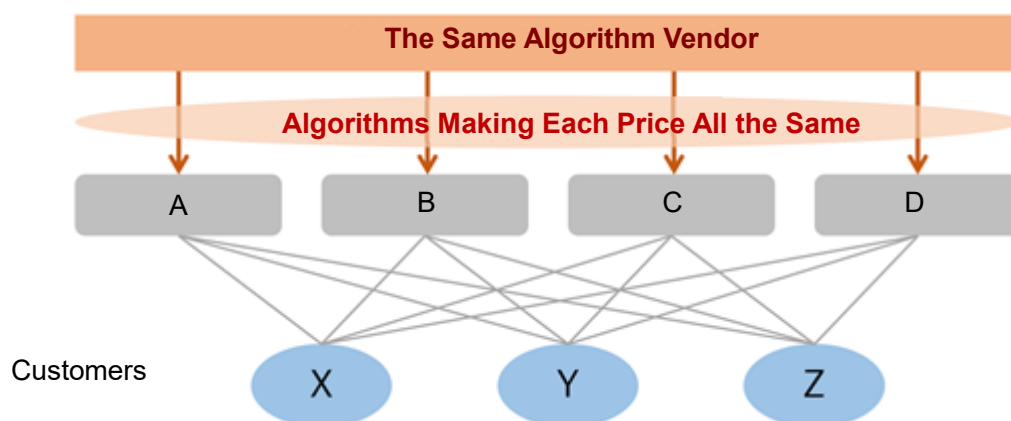 The Same Algorithm Vendor
Algorithms Making Each Price All the Same
A B C D
Customers X Y Z